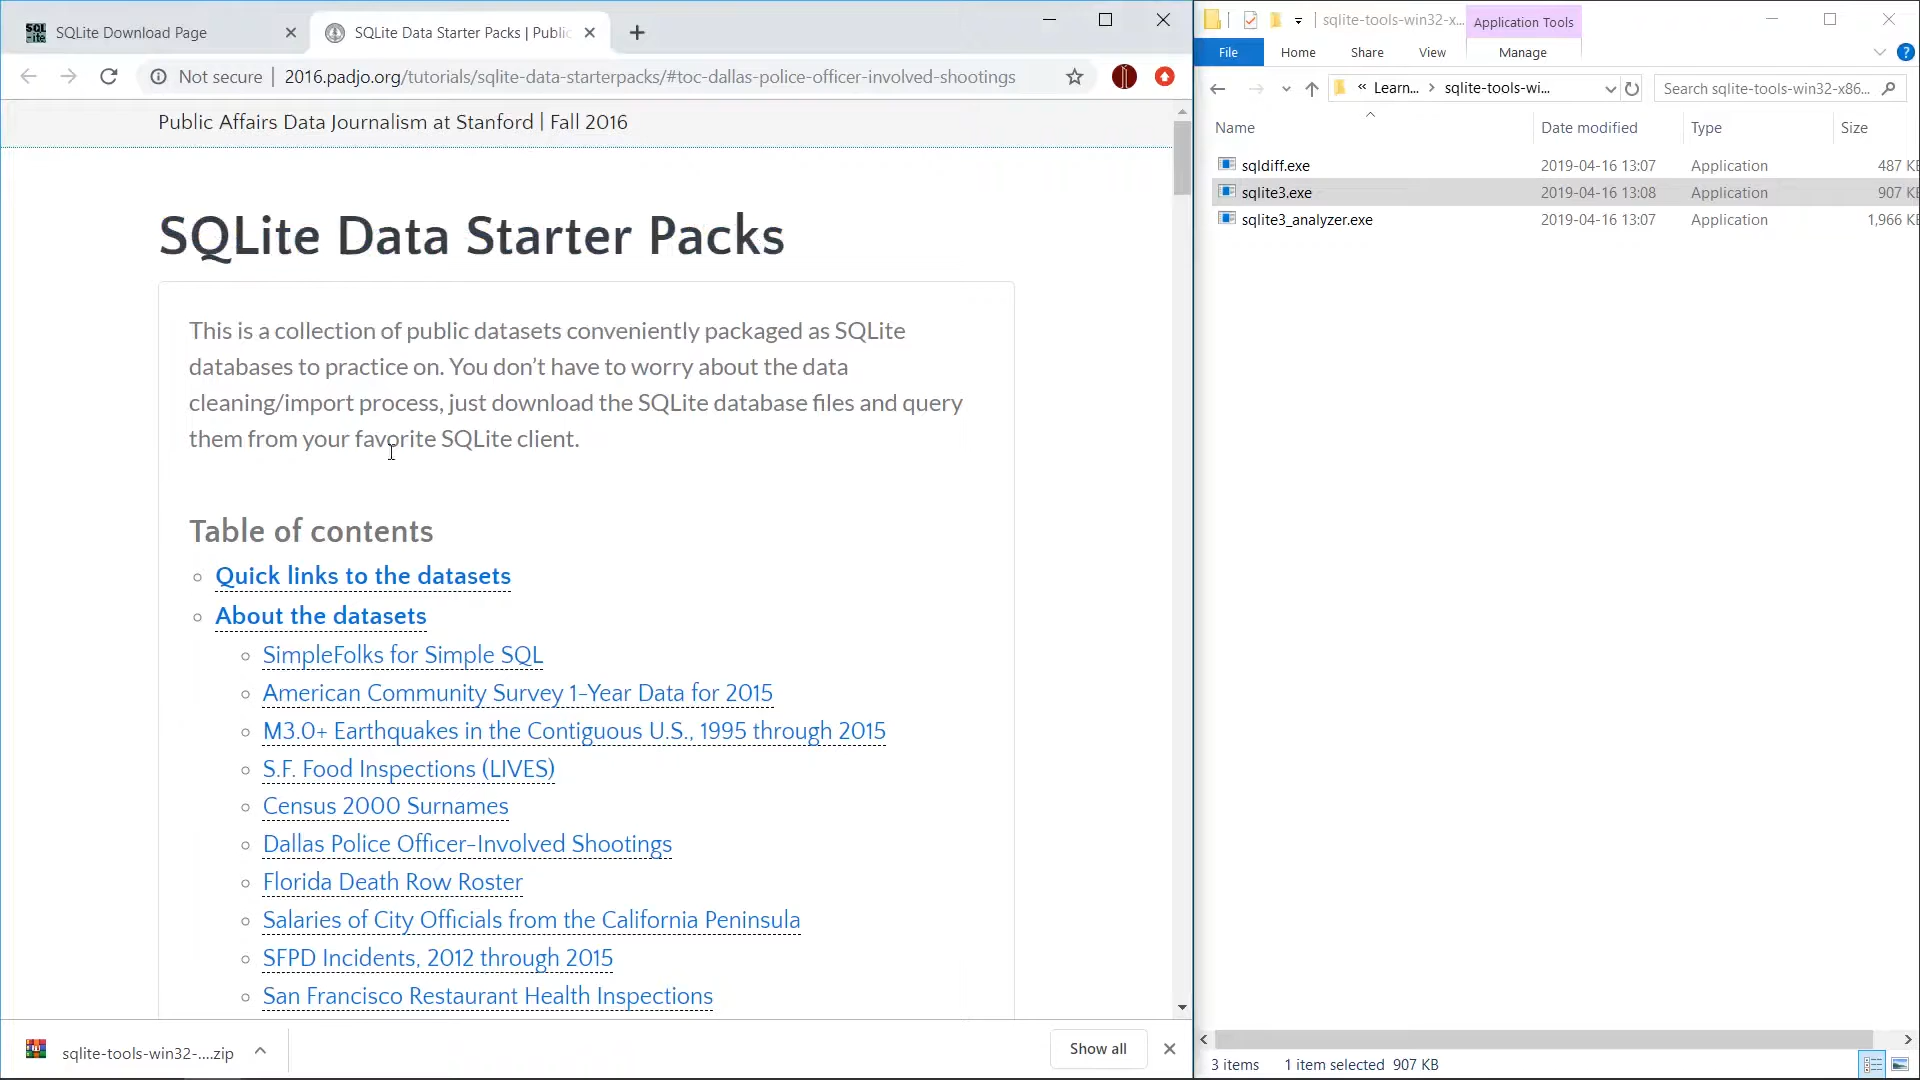 SQLite Download Page
SQLite Data Starter Packs | Public
Not secure | 2016.padjo.org/tutorials/sqlite-data-starterpacks/#toc-dallas-police-officer-involved-shootings
Public Affairs Data Journalism at Stanford | Fall 2016
SQLite Data Starter Packs
This is a collection of public datasets conveniently packaged as SQLite
databases to practice on. You don’t have to worry about the data
cleaning/import process, just download the SQLite database files and query
them from your favorite SQLite client.
Table of contents
Quick links to the datasets
About the datasets
SimpleFolks for Simple SQL
American Community Survey 1-Year Data for 2015
M3.0+ Earthquakes in the Contiguous U.S., 1995 through 2015
S.F. Food Inspections (LIVES)
Census 2000 Surnames
Dallas Police Officer-Involved Shootings
Florida Death Row Roster
Salaries of City Officials from the California Peninsula
SFPD Incidents, 2012 through 2015
San Francisco Restaurant Health Inspections
sqlite-tools-win32-....zip
Show all
sqlite-tools-win32-x...
Application Tools
File Home Share View Manage
« Learn... › sqlite-tools-wi...
Search sqlite-tools-win32-x86...
Name Date modified Type Size
sqldiff.exe 2019-04-16 13:07 Application 487 KB
sqlite3.exe 2019-04-16 13:08 Application 907 KB
sqlite3_analyzer.exe 2019-04-16 13:07 Application 1,966 KB
3 items 1 item selected 907 KB